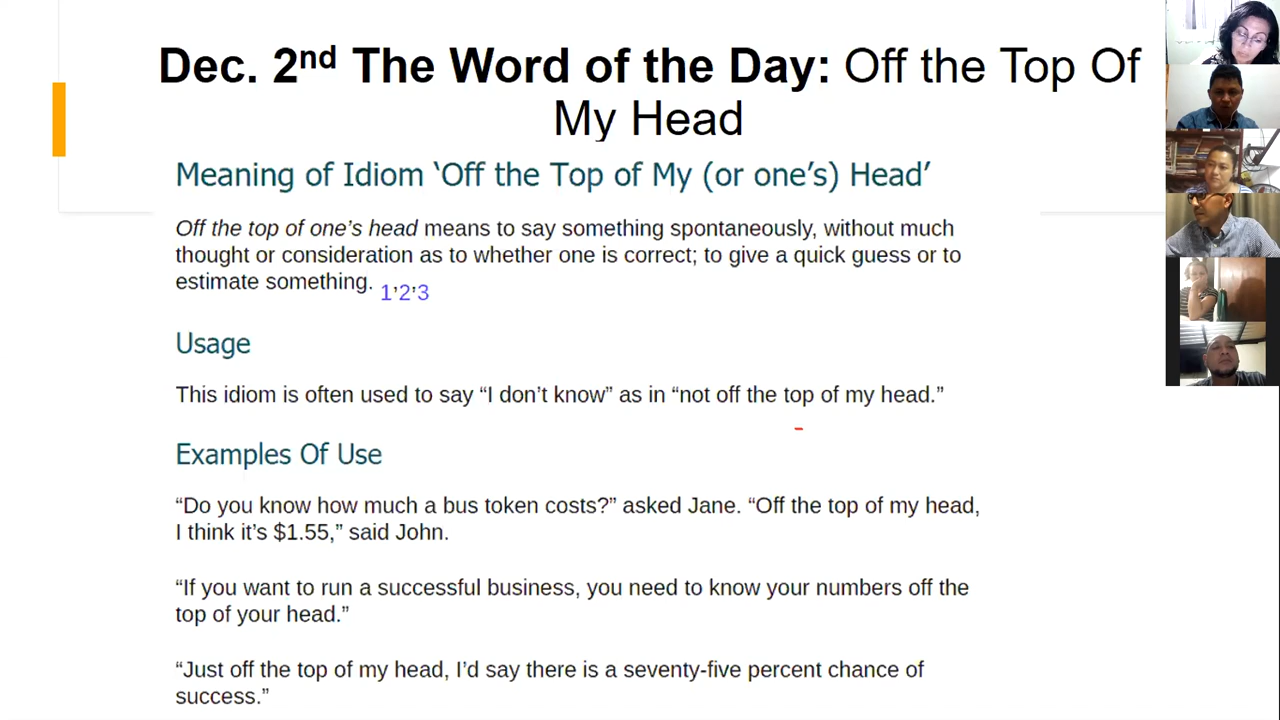 Dec. 2nd The Word of the Day: Off the Top Of
My Head
Meaning of Idiom ‘Off the Top of My (or one’s) Head’
Off the top of one’s head means to say something spontaneously, without much
thought or consideration as to whether one is correct; to give a quick guess or to
estimate something. 1,2,3
Usage
This idiom is often used to say “I don’t know” as in “not off the top of my head.”
Examples Of Use
“Do you know how much a bus token costs?” asked Jane. “Off the top of my head,
I think it’s $1.55,” said John.
“If you want to run a successful business, you need to know your numbers off the
top of your head.”
“Just off the top of my head, I’d say there is a seventy-five percent chance of
success.”